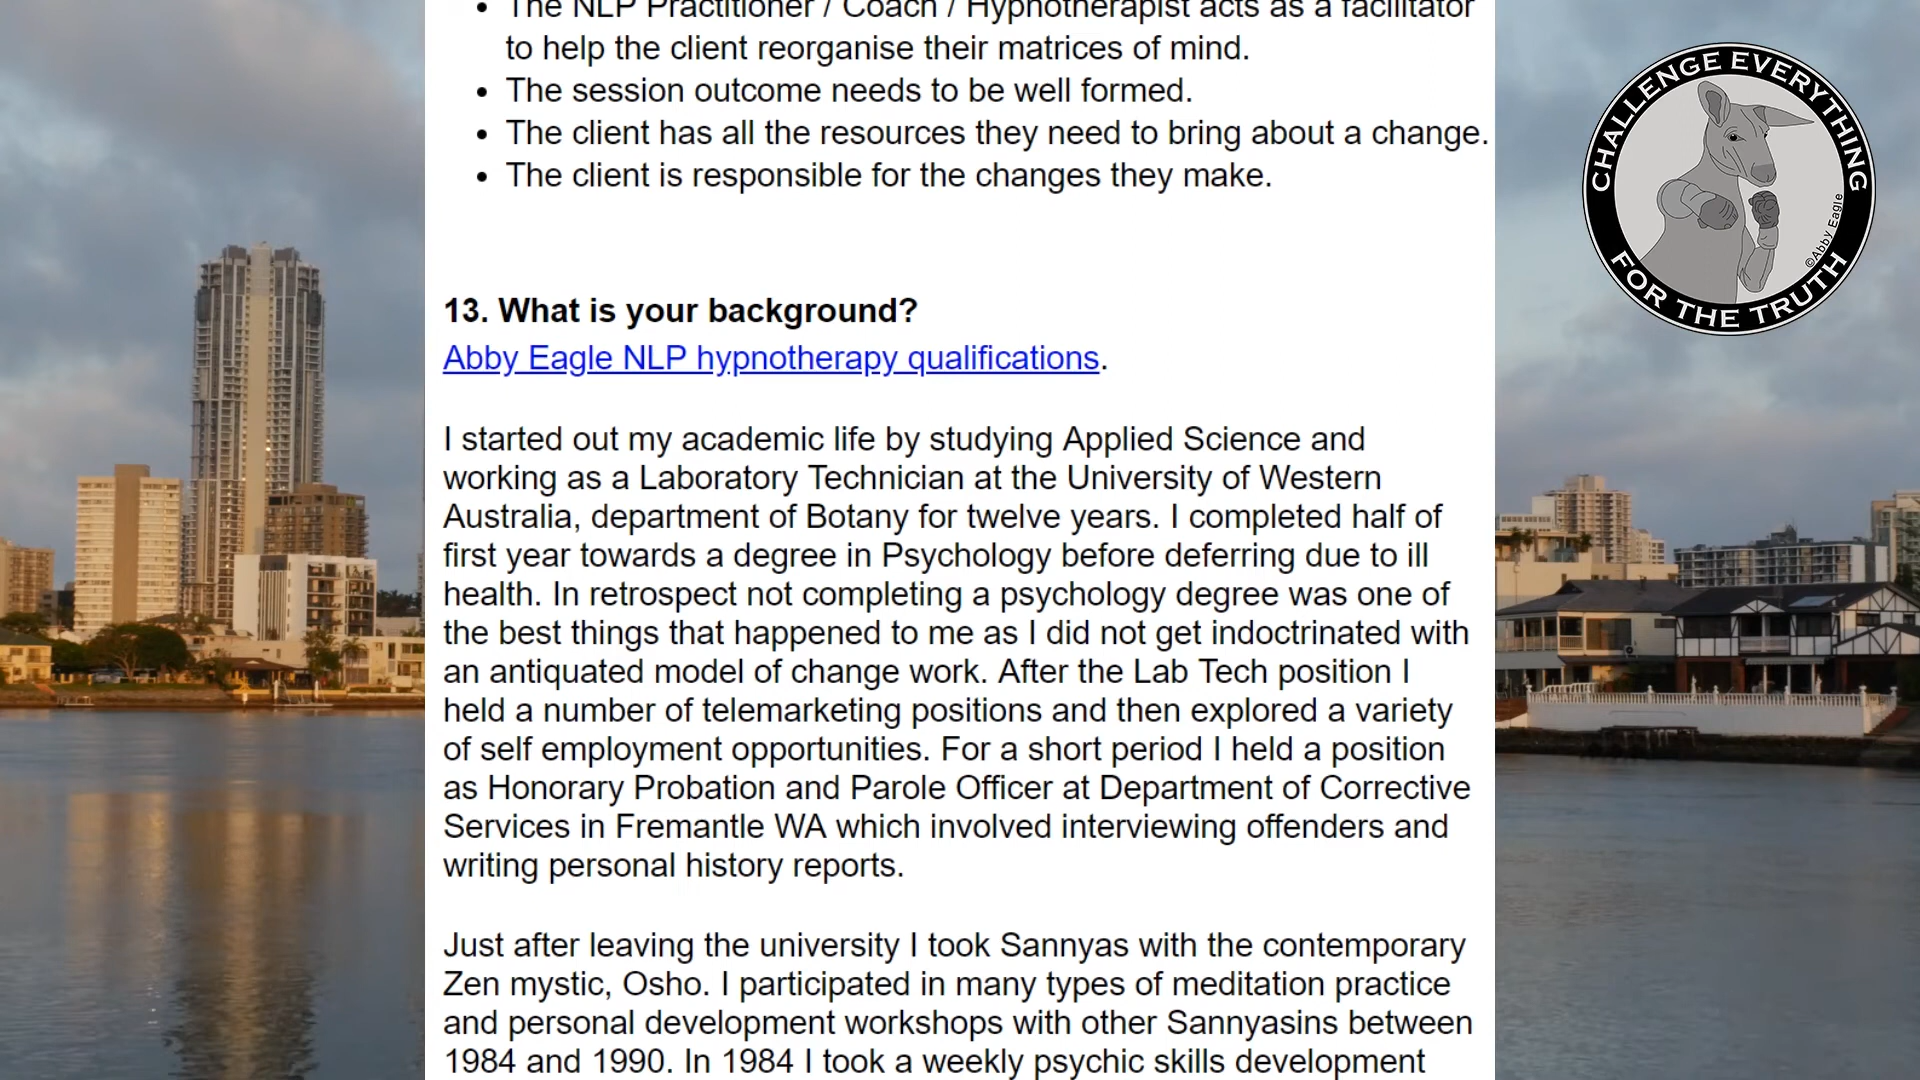 The NLP Practitioner / Coach / Hypnotherapist acts as a facilitator
to help the client reorganise their matrices of mind.
The session outcome needs to be well formed.
The client has all the resources they need to bring about a change.
The client is responsible for the changes they make.
13. What is your background?
Abby Eagle NLP hypnotherapy qualifications.
I started out my academic life by studying Applied Science and
working as a Laboratory Technician at the University of Western
Australia, department of Botany for twelve years. I completed half of
first year towards a degree in Psychology before deferring due to ill
health. In retrospect not completing a psychology degree was one of
the best things that happened to me as I did not get indoctrinated with
an antiquated model of change work. After the Lab Tech position I
held a number of telemarketing positions and then explored a variety
of self employment opportunities. For a short period I held a position
as Honorary Probation and Parole Officer at Department of Corrective
Services in Fremantle WA which involved interviewing offenders and
writing personal history reports.
Just after leaving the university I took Sannyas with the contemporary
Zen mystic, Osho. I participated in many types of meditation practice
and personal development workshops with other Sannyasins between
1984 and 1990. In 1984 I took a weekly psychic skills development
CHALLENGE EVERYTHING
FOR THE TRUTH
©Abby Eagle